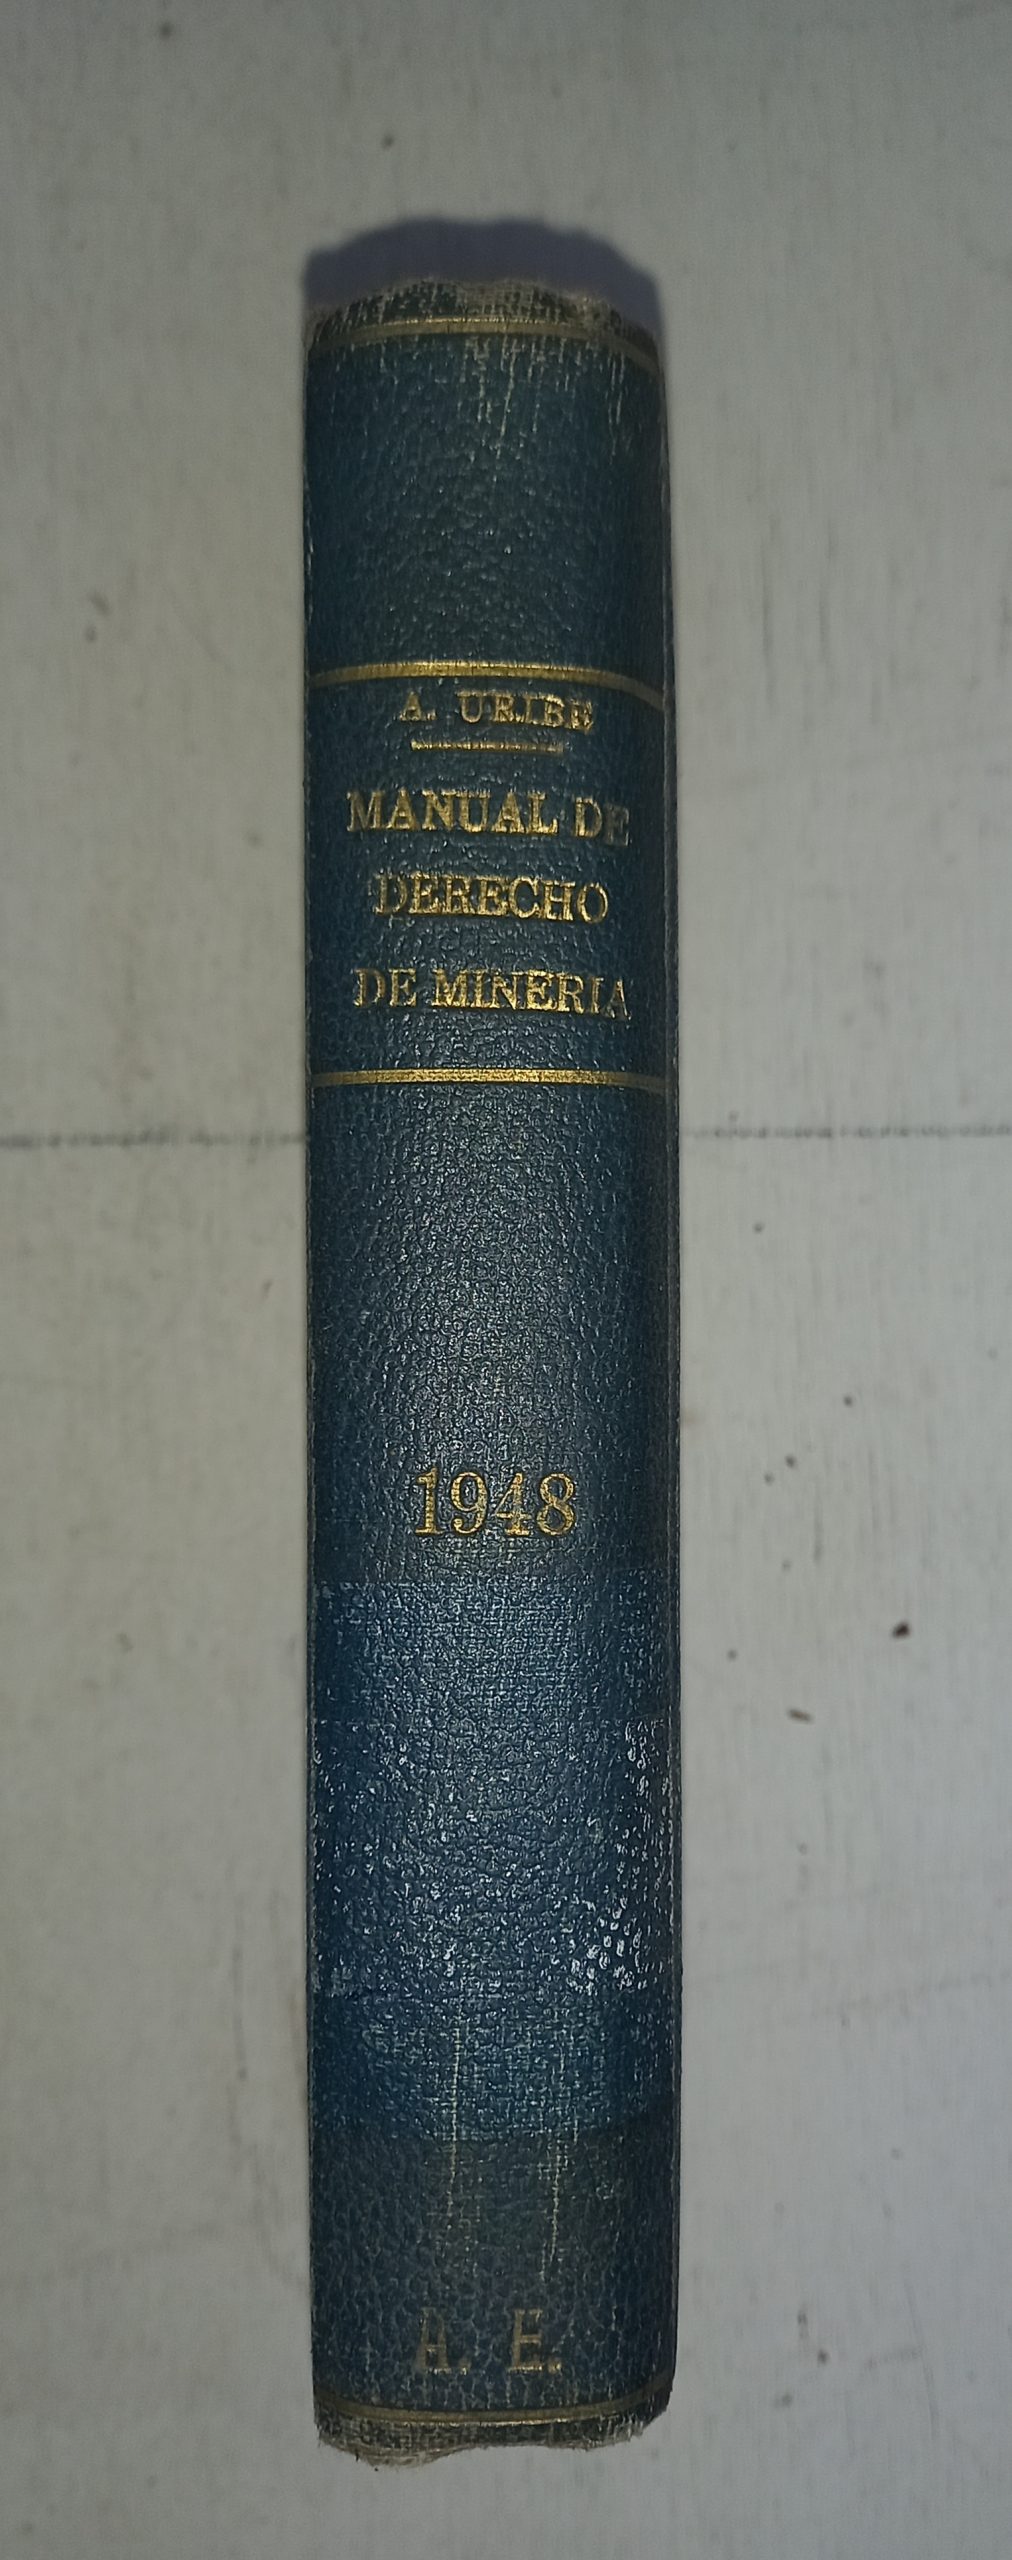 A. URIBE
MANUAL DE
DERECHO
DE MINERIA
1948
H. E.